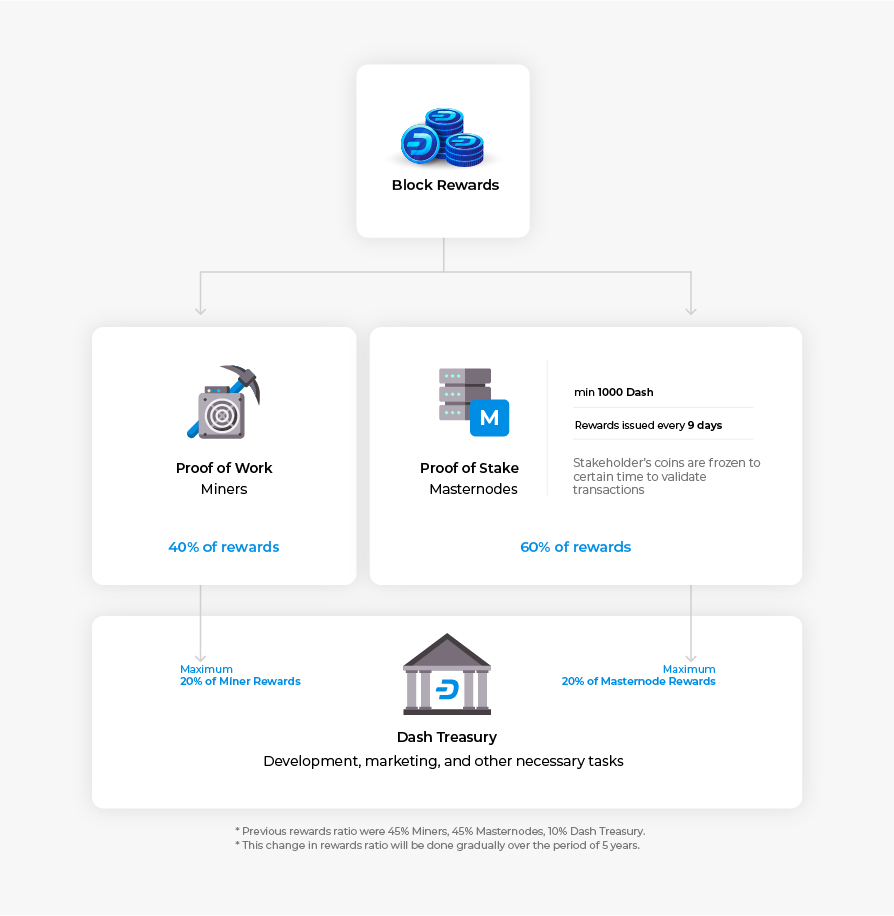 Block Rewards
Proof of Work
Miners
40% of rewards
M
Proof of Stake
Masternodes
min 1000 Dash
Rewards issued every 9 days
Stakeholder's coins are frozen to
certain time to validate
transactions
60% of rewards
Maximum
20% of Miner Rewards
Maximum
20% of Masternode Rewards
Dash Treasury
Development, marketing, and other necessary tasks
* Previous rewards ratio were 45% Miners, 45% Masternodes, 10% Dash Treasury.
* This change in rewards ratio will be done gradually over the period of 5 years.